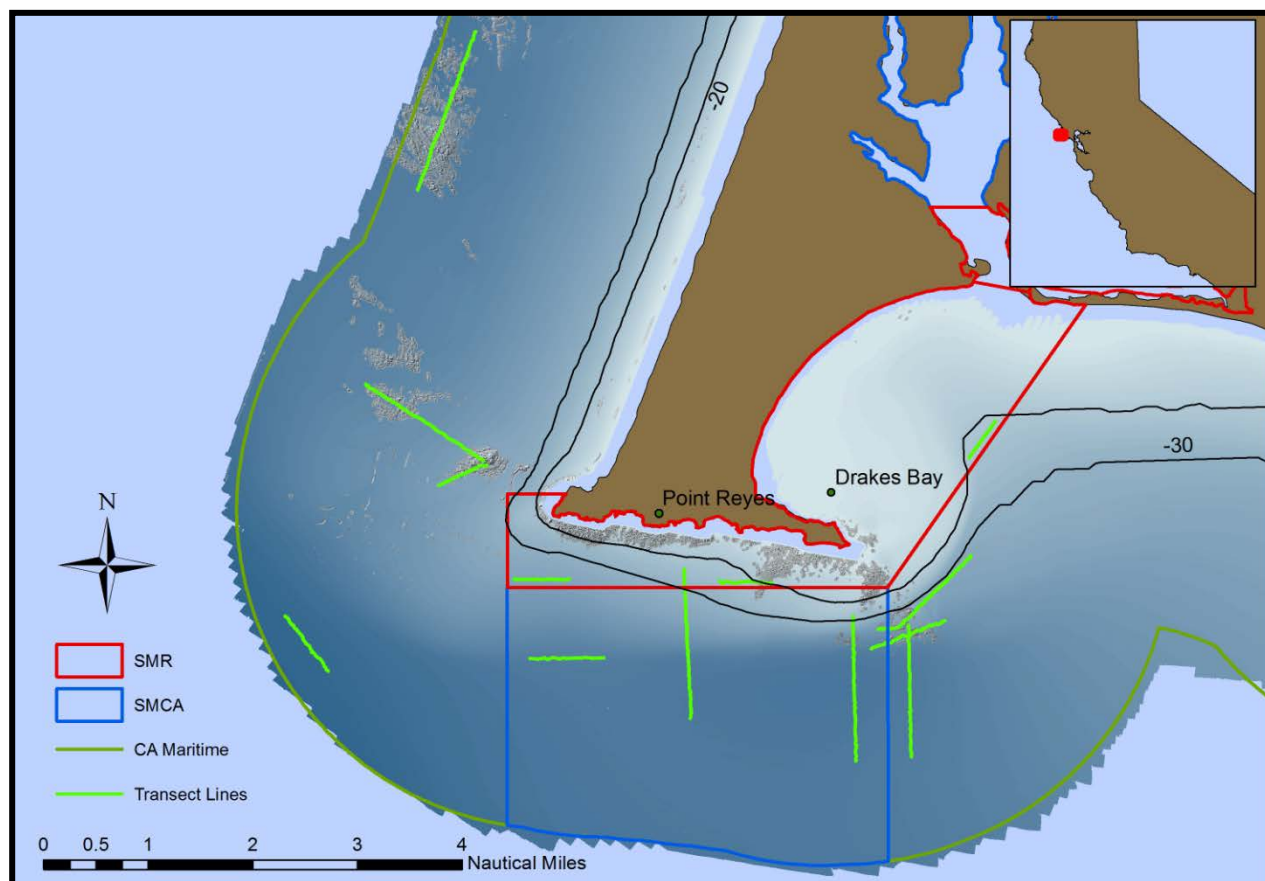 -20
-30
Drakes Bay
Point Reyes
N
SMR
SMCA
CA Maritime
Transect Lines
0 0.5 1 2 3 4
Nautical Miles